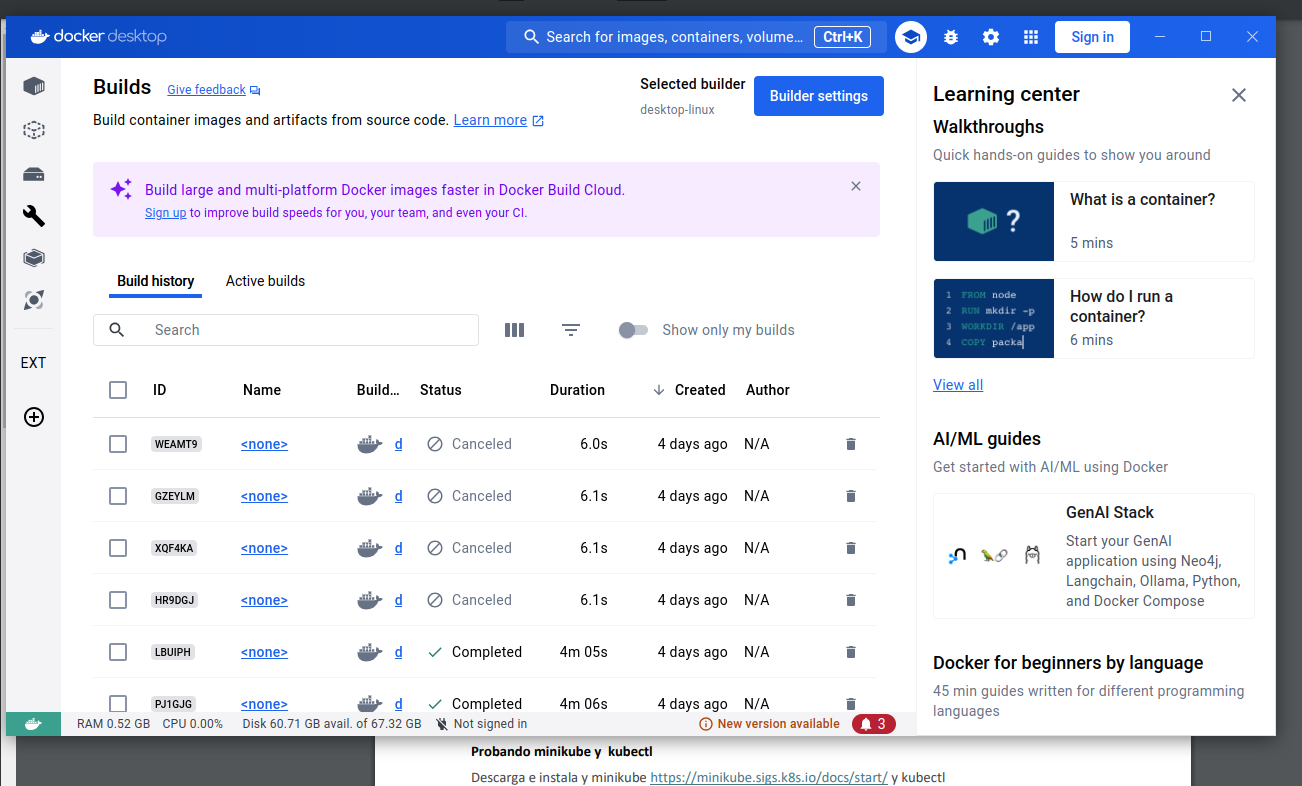 docker desktop
Search for images, containers, volume…
Ctrl+K
Sign in
Builds
Give feedback
Build container images and artifacts from source code. Learn more
Selected builder
desktop-linux
Builder settings
Build large and multi-platform Docker images faster in Docker Build Cloud.
Sign up to improve build speeds for you, your team, and even your CI.
Build history
Active builds
Search
Show only my builds
ID Name Build… Status Duration Created Author
WEAMT9 <none> d Canceled 6.0s 4 days ago N/A
GZEYLM <none> d Canceled 6.1s 4 days ago N/A
XQF4KA <none> d Canceled 6.1s 4 days ago N/A
HR9DGJ <none> d Canceled 6.1s 4 days ago N/A
LBUIPH <none> d Completed 4m 05s 4 days ago N/A
PJ1GJG <none> d Completed 4m 06s 4 days ago N/A
EXT
Learning center
Walkthroughs
Quick hands-on guides to show you around
?
What is a container?
5 mins
1 FROM node
2 RUN mkdir -p
3 WORKDIR /app
4 COPY packa
How do I run a
container?
6 mins
View all
AI/ML guides
Get started with AI/ML using Docker
GenAI Stack
Start your GenAI
application using Neo4j,
Langchain, Ollama, Python,
and Docker Compose
Docker for beginners by language
45 min guides written for different programming
languages
RAM 0.52 GB CPU 0.00% Disk 60.71 GB avail. of 67.32 GB Not signed in
New version available
3
Probando minikube y kubectl
Descarga e instala y minikube https://minikube.sigs.k8s.io/docs/start/ y kubectl